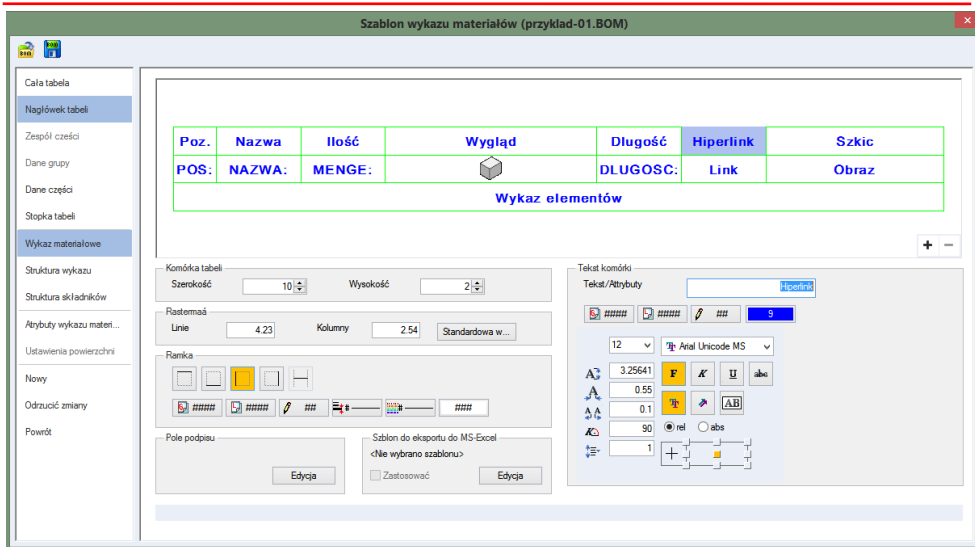 Szablon wykazu materiałów (przyklad-01.BOM)
Cała tabela
Nagłówek tabeli
Zespół cześci
Dane grupy
Dane części
Stopka tabeli
Wykaz materiałowe
Struktura wykazu
Struktura składników
Atrybuty wykazu materi...
Ustawienia powierzchni
Nowy
Odrzucić zmiany
Powrót
Poz. Nazwa Ilość Wygląd Dlugość Hiperlink Szkic
POS: NAZWA: MENGE: DLUGOSC: Link Obraz
Wykaz elementów
Komórka tabeli
Szerokość 10 Wysokość 2
Rastermaá
Linie 4.23 Kolumny 2.54 Standardowa w...
Ramka
#### #### ## # # ###
Pole podpisu
Edycja
Szblon do eksportu do MS-Excel
<Nie wybrano szablonu>
Zastosować Edycja
Tekst komórki
Tekst/Attrybuty Hiperlink
#### #### ## 9
12 Arial Unicode MS
3.25641 F K U abc
0.55
0.1 AB
90 rel abs
1